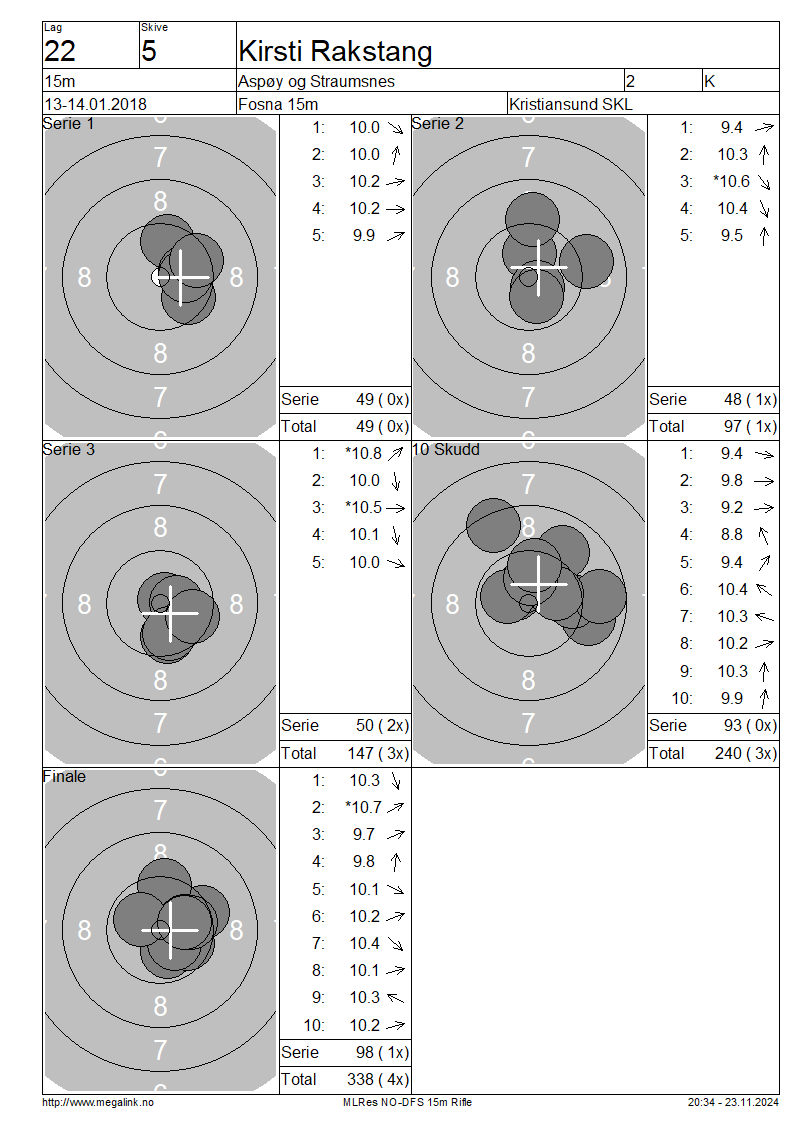 Lag
Skive
22
5
Kirsti Rakstang
15m
Aspøy og Straumsnes
2
K
13-14.01.2018
Fosna 15m
Kristiansund SKL
Serie 1
6
7
8
8
8
8
7
6
1: 10.0
2: 10.0
3: 10.2
4: 10.2
5: 9.9
Serie 49 ( 0x)
Total 49 ( 0x)
Serie 2
6
7
8
8
8
7
6
1: 9.4
2: 10.3
3: *10.6
4: 10.4
5: 9.5
Serie 48 ( 1x)
Total 97 ( 1x)
Serie 3
7
8
8
8
8
7
6
1: *10.8
2: 10.0
3: *10.5
4: 10.1
5: 10.0
Serie 50 ( 2x)
Total 147 ( 3x)
10 Skudd
7
8
8
8
7
6
1: 9.4
2: 9.8
3: 9.2
4: 8.8
5: 9.4
6: 10.4
7: 10.3
8: 10.2
9: 10.3
10: 9.9
Serie 93 ( 0x)
Total 240 ( 3x)
Finale
7
8
8
8
8
7
6
1: 10.3
2: *10.7
3: 9.7
4: 9.8
5: 10.1
6: 10.2
7: 10.4
8: 10.1
9: 10.3
10: 10.2
Serie 98 ( 1x)
Total 338 ( 4x)
http://www.megalink.no
MLRes NO-DFS 15m Rifle
20:34 - 23.11.2024